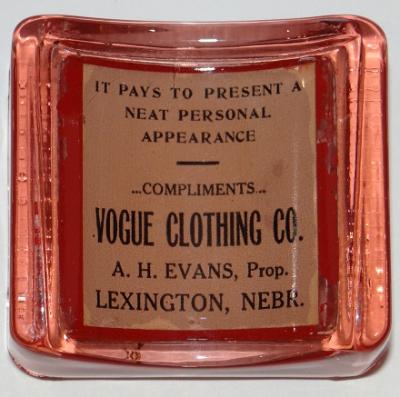 IT PAYS TO PRESENT A
NEAT PERSONAL
APPEARANCE
...COMPLIMENTS...
VOGUE CLOTHING CO.
A. H. EVANS, Prop.
LEXINGTON, NEBR.